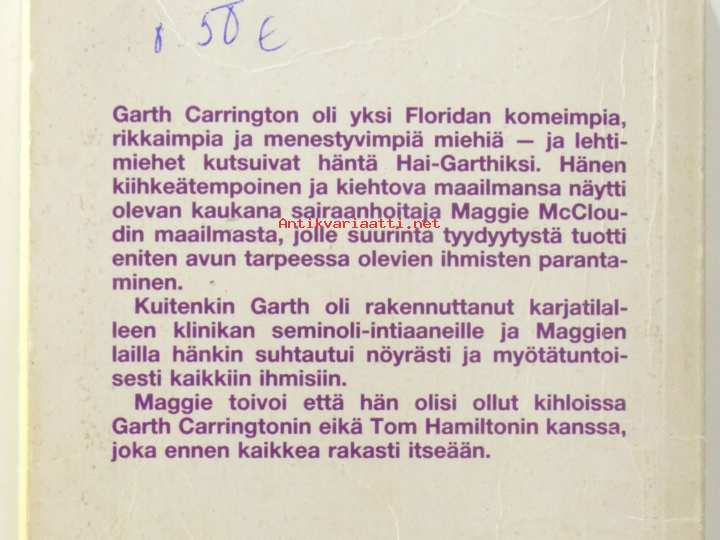 50 €
Garth Carrington oli yksi Floridan komeimpia,
rikkaimpia ja menestyvimpiä miehiä — ja lehti-
miehet kutsuivat häntä Hai-Garthiksi. Hänen
kiihkeätempoinen ja kiehtova maailmansa näytti
olevan kaukana sairaanhoitaja Maggie McClou-
Antikvariaatti.net
din maailmasta, jolle suurinta tyydyytystä tuotti
eniten avun tarpeessa olevien ihmisten paranta-
minen.
Kuitenkin Garth oli rakennuttanut karjatilal-
leen klinikan seminoli-intiaaneille ja Maggien
lailla hänkin suhtautui nöyrästi ja myötätuntoi-
sesti kaikkiin ihmisiin.
Maggie toivoi että hän olisi ollut kihloissa
Garth Carringtonin eikä Tom Hamiltonin kanssa,
joka ennen kaikkea rakasti itseään.